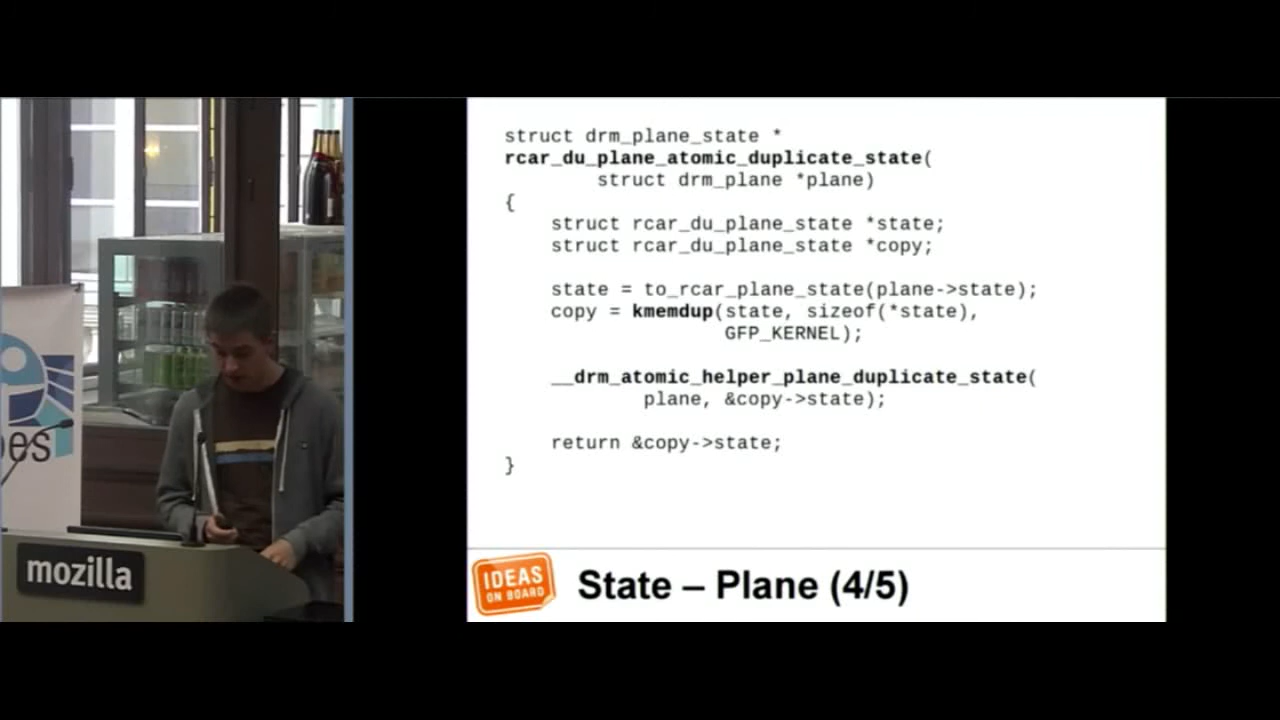 struct drm_plane_state *
rcar_du_plane_atomic_duplicate_state(
        struct drm_plane *plane)
{
    struct rcar_du_plane_state *state;
    struct rcar_du_plane_state *copy;
    state = to_rcar_plane_state(plane->state);
    copy = kmemdup(state, sizeof(*state),
                   GFP_KERNEL);
    __drm_atomic_helper_plane_duplicate_state(
            plane, &copy->state);
    return &copy->state;
}
IDEAS
ON BOARD
State – Plane (4/5)
mozilla